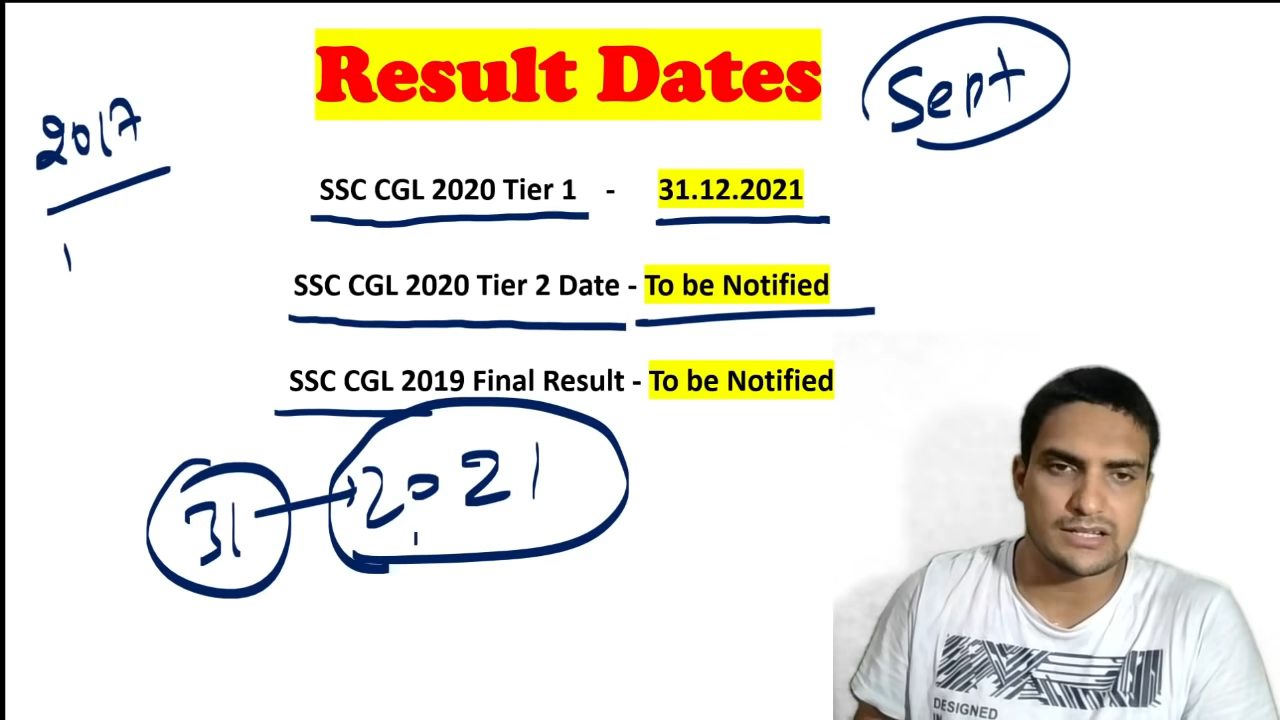 Result Dates
Sept
2017
SSC CGL 2020 Tier 1 - 31.12.2021
SSC CGL 2020 Tier 2 Date - To be Notified
SSC CGL 2019 Final Result - To be Notified
31 2021
DESIGNED
IN